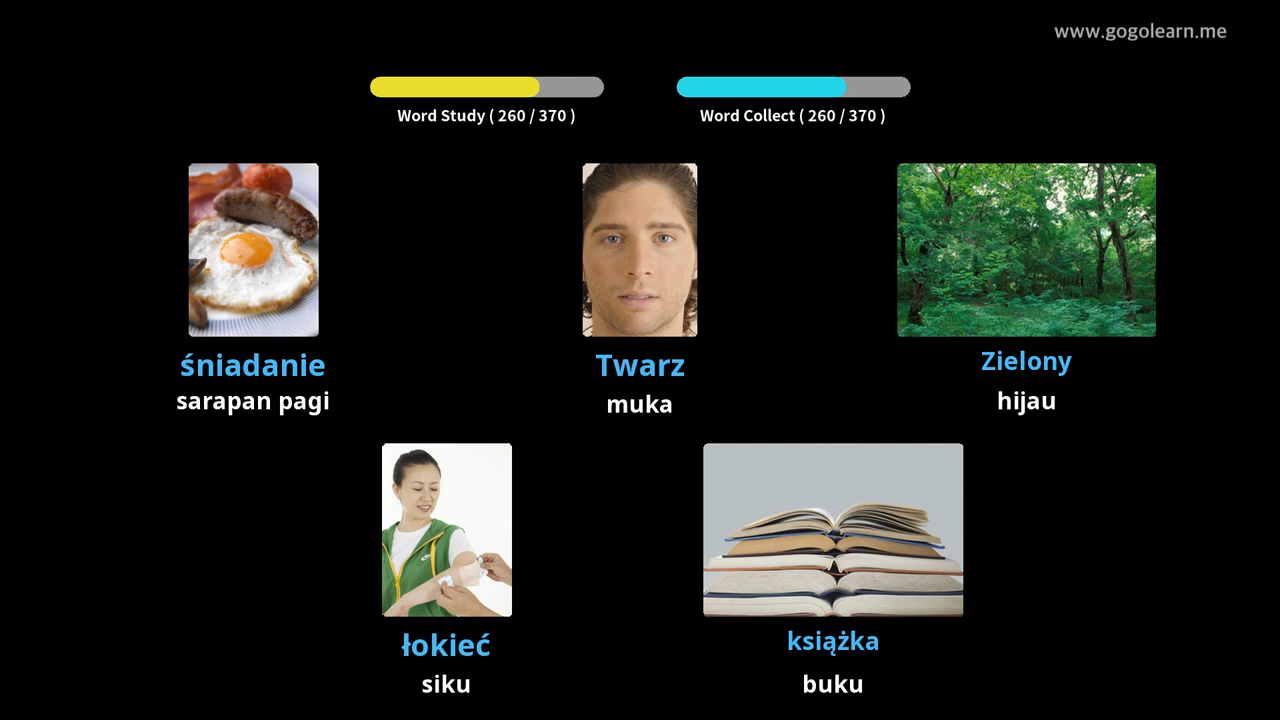 www.gogolearn.me
Word Study ( 260 / 370 )
Word Collect ( 260 / 370 )
śniadanie
sarapan pagi
Twarz
muka
Zielony
hijau
łokieć
siku
książka
buku